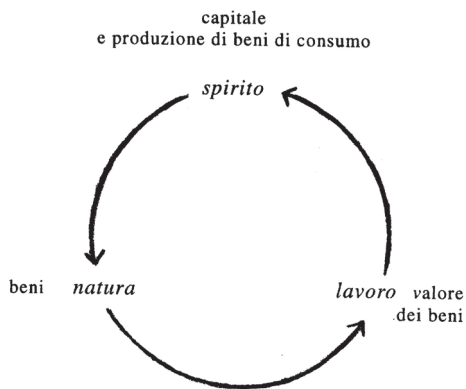 capitale
e produzione di beni di consumo
spirito
beni natura
lavoro valore
dei beni